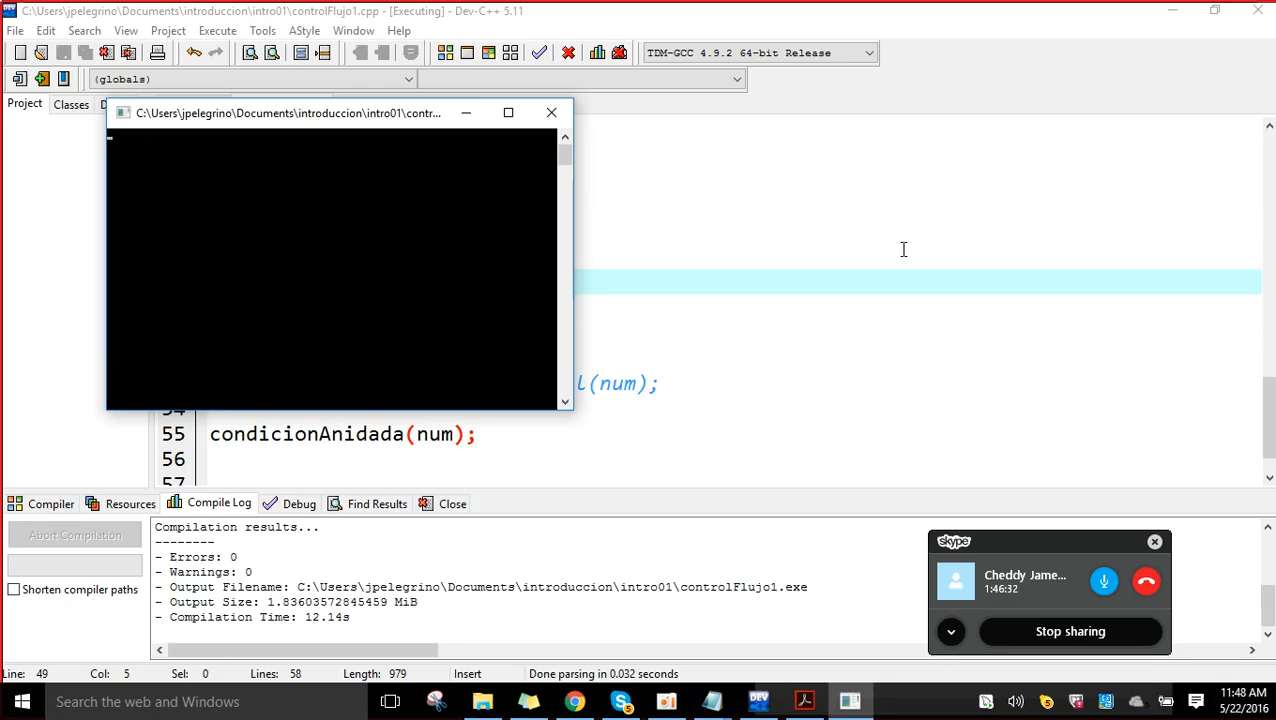 C:\Users\jpelegrino\Documents\introduccion\intro01\controlFlujo1.cpp - [Executing] - Dev-C++ 5.11
File Edit Search View Project Execute Tools AStyle Window Help
TDM-GCC 4.9.2 64-bit Release
(globals)
Project Classes D
C:\Users\jpelegrino\Documents\introduccion\intro01\contr...
l(num);
54
55 condicionAnidada(num);
56
57
Compiler Resources Compile Log Debug Find Results Close
Abort Compilation
Shorten compiler paths
Compilation results...
--------
- Errors: 0
- Warnings: 0
- Output Filename: C:\Users\jpelegrino\Documents\introduccion\intro01\controlFlujo1.exe
- Output Size: 1.83603572845459 MiB
- Compilation Time: 12.14s
skype
Cheddy Jame...
1:46:32
Stop sharing
Line: 49 Col: 5 Sel: 0 Lines: 58 Length: 979 Insert Done parsing in 0.032 seconds
Search the web and Windows
11:48 AM
5/22/2016